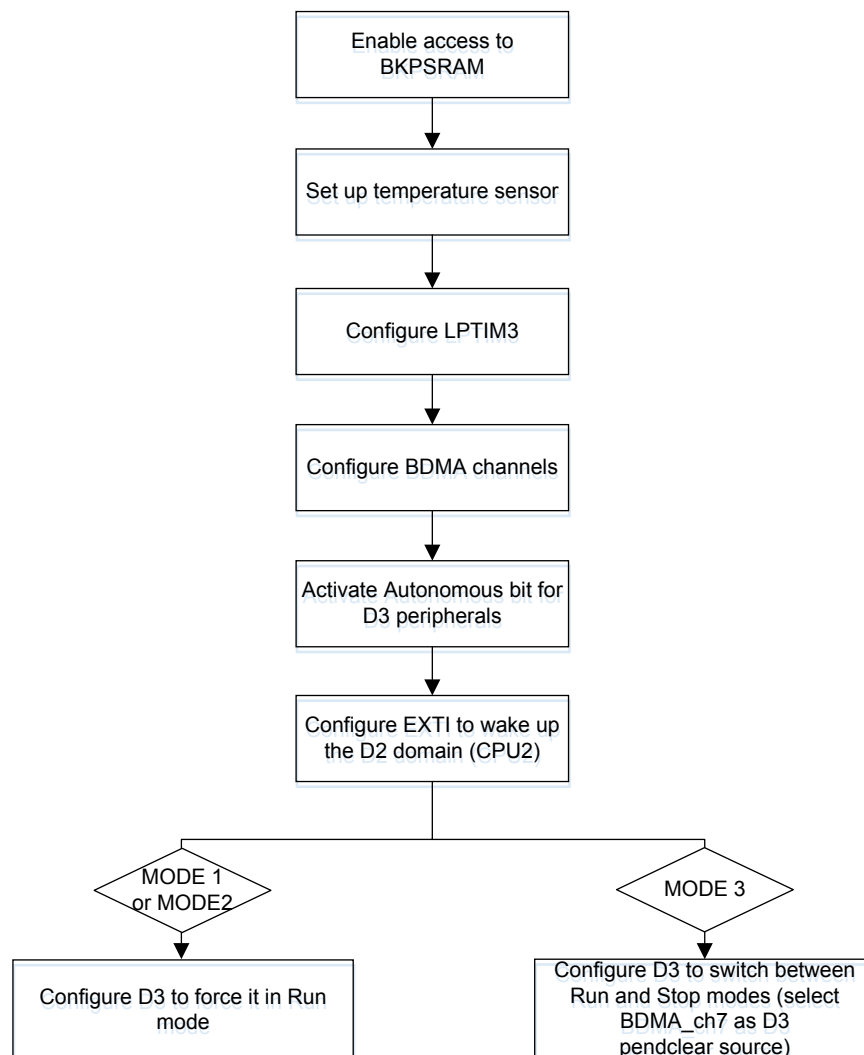 Enable access to
BKPSRAM
Set up temperature sensor
Configure LPTIM3
Configure BDMA channels
Activate Autonomous bit for
D3 peripherals
Configure EXTI to wake up
the D2 domain (CPU2)
MODE 1
or MODE2
MODE 3
Configure D3 to force it in Run
mode
Configure D3 to switch between
Run and Stop modes (select
BDMA_ch7 as D3
pendclear source)